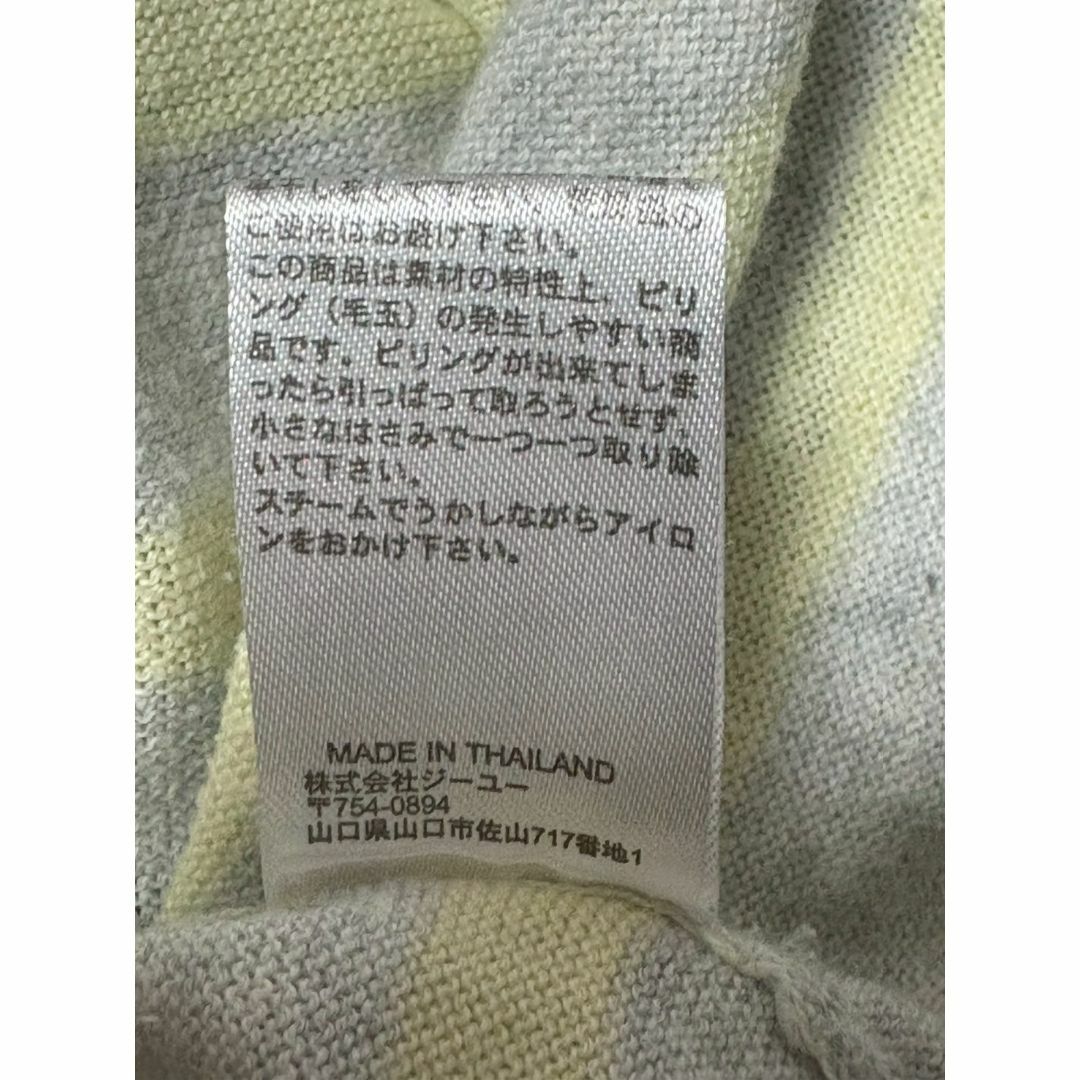 ご使用はお避け下さい。
この商品は素材の特性上、ピリ
ング（毛玉）の発生しやすい商
品です。ピリングが出来てしま
ったら引っぱって取ろうとせず、
小さなはさみで一つ一つ取り除
いて下さい。
スチームでうかしながらアイロ
ンをおかけ下さい。
MADE IN THAILAND
株式会社ジーユー
〒754-0894
山口県山口市佐山717番地1